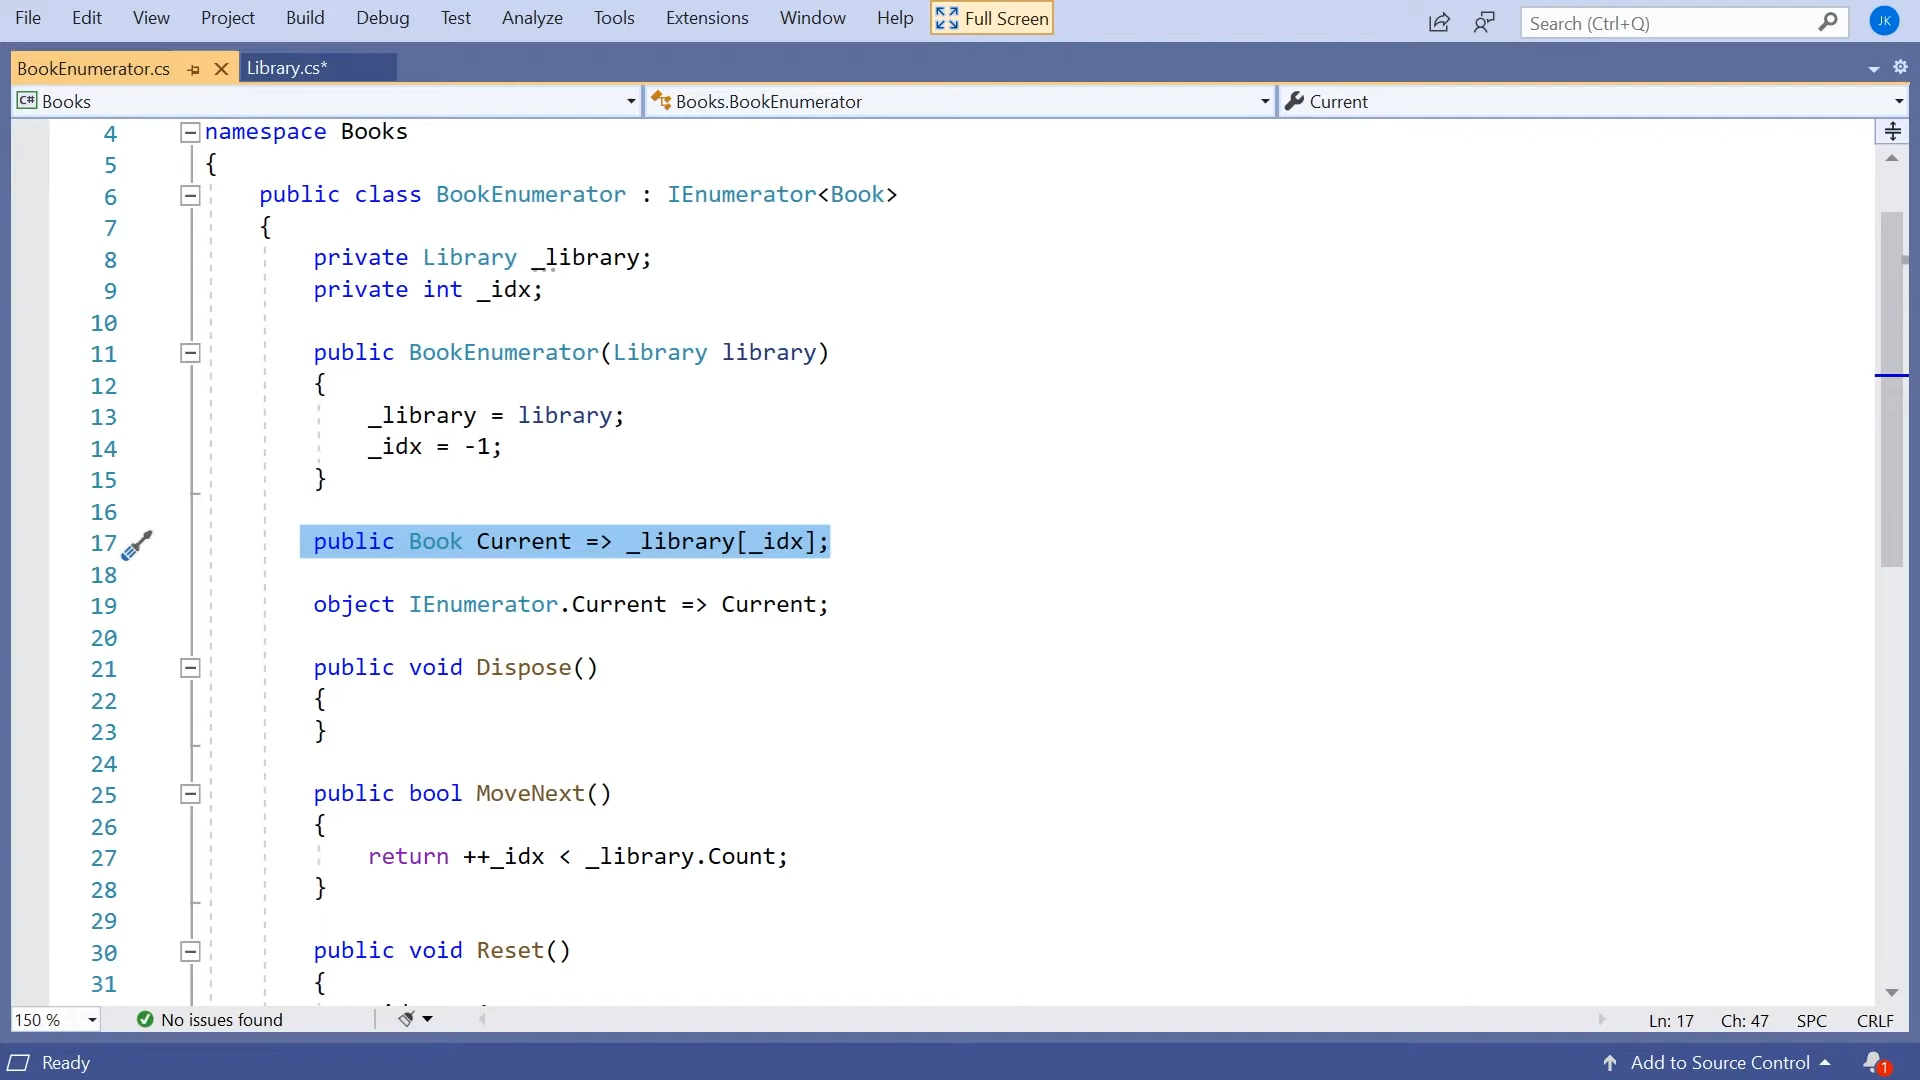 File Edit View Project Build Debug Test Analyze Tools Extensions Window Help Full Screen Search (Ctrl+Q) JK
BookEnumerator.cs Library.cs*
C# Books Books.BookEnumerator Current
4 namespace Books
5 {
6 public class BookEnumerator : IEnumerator<Book>
7 {
8 private Library _library;
9 private int _idx;
10
11 public BookEnumerator(Library library)
12 {
13 _library = library;
14 _idx = -1;
15 }
16
17 public Book Current => _library[_idx];
18
19 object IEnumerator.Current => Current;
20
21 public void Dispose()
22 {
23 }
24
25 public bool MoveNext()
26 {
27 return ++_idx < _library.Count;
28 }
29
30 public void Reset()
31 {
150 % No issues found Ln: 17 Ch: 47 SPC CRLF
Ready Add to Source Control 1